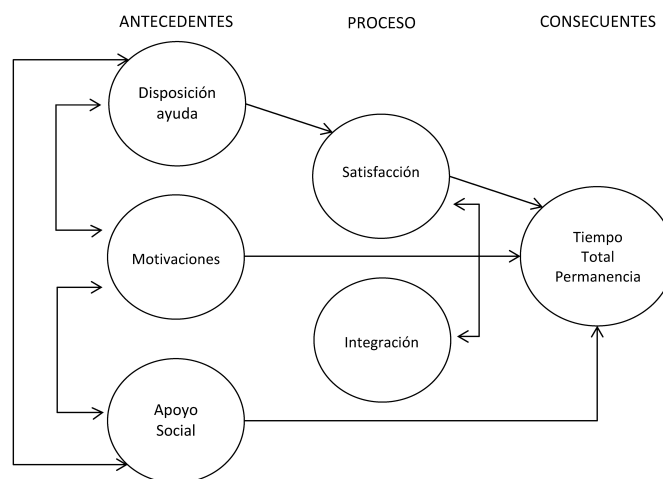 ANTECEDENTES
PROCESO
CONSECUENTES
Disposición
ayuda
Satisfacción
Motivaciones
Tiempo
Total
Permanencia
Integración
Apoyo
Social